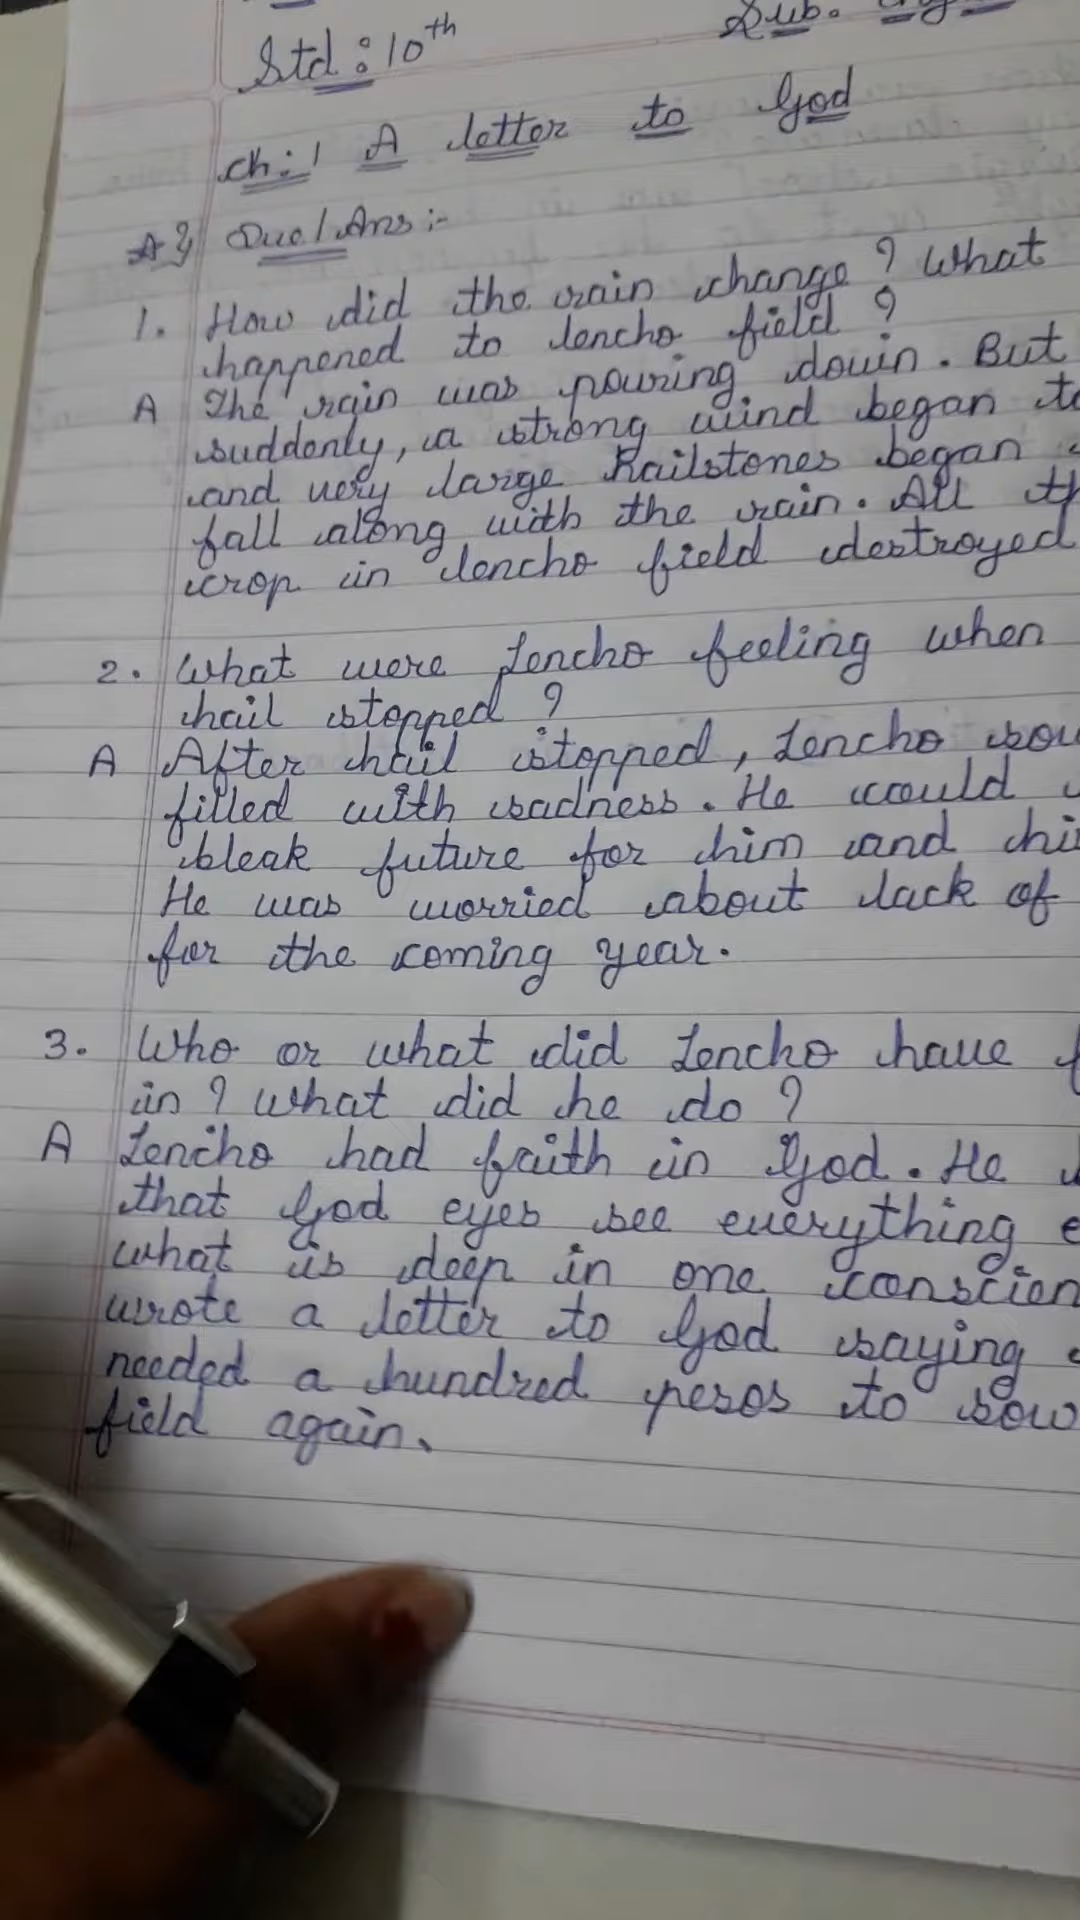 Sub.
Std : 10th
Ch:1 A letter to God
A} Que/Ans :-
1. How did the rain change ? What
happened to lencho field ?
A The rain was pouring down. But
suddenly, a strong wind began to
and very large hailstones began
fall along with the rain. All th
crop in lencho field destroyed
2. What were Lencho feeling when
hail stopped ?
A After hail stopped, Lencho sou
filled with sadness. He could
bleak future for him and hi
He was worried about lack of
for the coming year.
3. Who or what did Lencho have f
in ? What did he do ?
A Lencho had faith in God. He
that God eyes see everything e
what is deep in one conscien
wrote a letter to God saying
needed a hundred pesos to sow
field again.